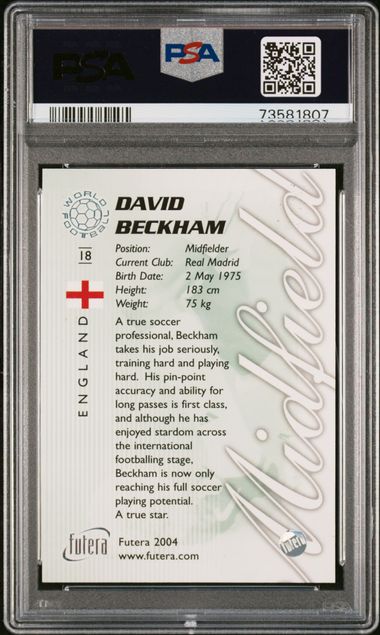 PSA
PSA
73581807
WORLD FOOTBALL
DAVID
BECKHAM
18
ENGLAND
Position: Midfielder
Current Club: Real Madrid
Birth Date: 2 May 1975
Height: 183 cm
Weight: 75 kg
A true soccer
professional, Beckham
takes his job seriously,
training hard and playing
hard. His pin-point
accuracy and ability for
long passes is first class,
and although he has
enjoyed stardom across
the international
footballing stage,
Beckham is now only
reaching his full soccer
playing potential.
A true star.
Midfield
futera
Futera 2004
www.futera.com
futera